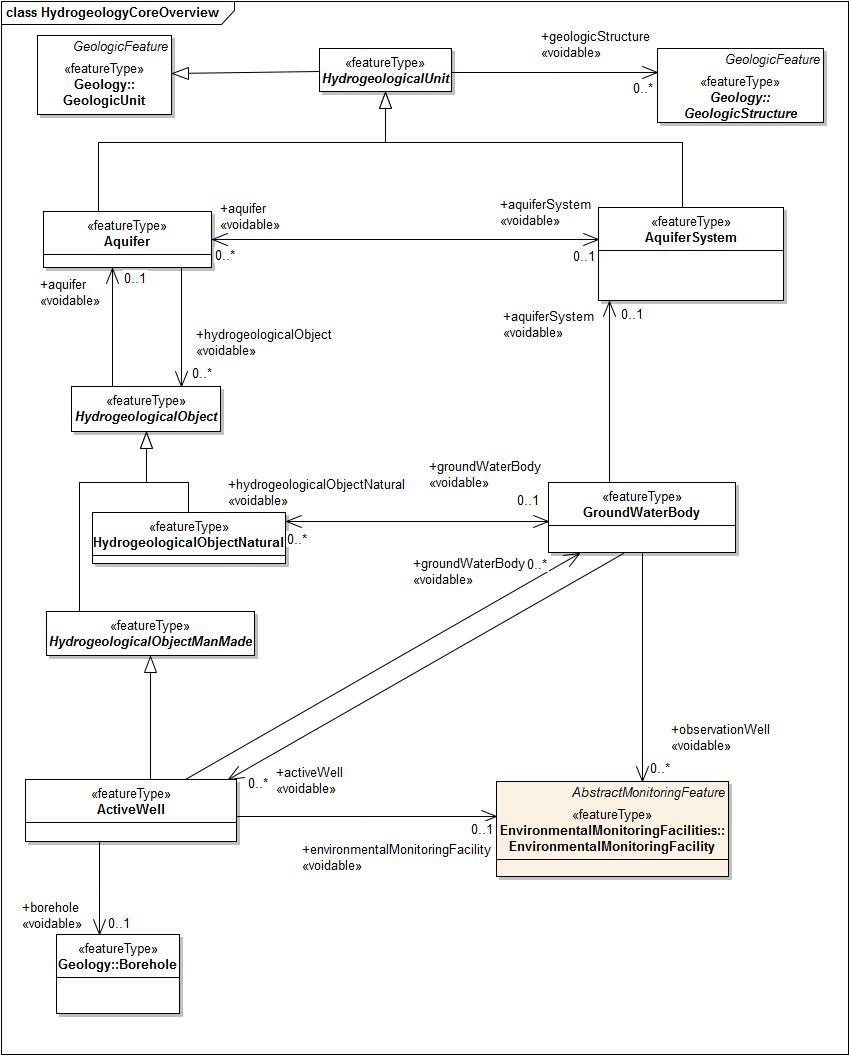 class HydrogeologyCoreOverview
GeologicFeature
«featureType»
Geology::
GeologicUnit
«featureType»
HydrogeologicalUnit
+geologicStructure
«voidable»
0..*
GeologicFeature
«featureType»
Geology::
GeologicStructure
«featureType»
Aquifer
+aquifer
«voidable»
0..*
+aquiferSystem
«voidable»
0..1
«featureType»
AquiferSystem
+aquifer
«voidable»
0..1
+hydrogeologicalObject
«voidable»
0..*
+aquiferSystem
«voidable»
0..1
«featureType»
HydrogeologicalObject
+hydrogeologicalObjectNatural
«voidable»
0..*
+groundWaterBody
«voidable»
0..1
«featureType»
GroundWaterBody
«featureType»
HydrogeologicalObjectNatural
+groundWaterBody
«voidable»
0..*
«featureType»
HydrogeologicalObjectManMade
+observationWell
«voidable»
0..*
+activeWell
«voidable»
0..*
«featureType»
ActiveWell
AbstractMonitoringFeature
«featureType»
EnvironmentalMonitoringFacilities::
EnvironmentalMonitoringFacility
0..1
+environmentalMonitoringFacility
«voidable»
+borehole
«voidable»
0..1
«featureType»
Geology::Borehole